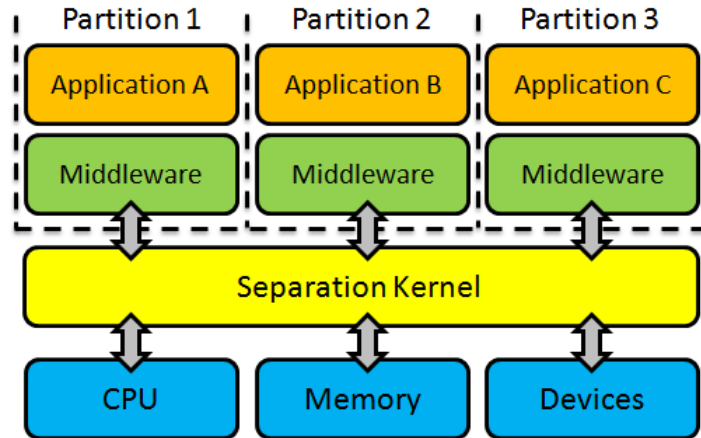 Partition 1 Partition 2 Partition 3
Application A Application B Application C
Middleware Middleware Middleware
Separation Kernel
CPU Memory Devices